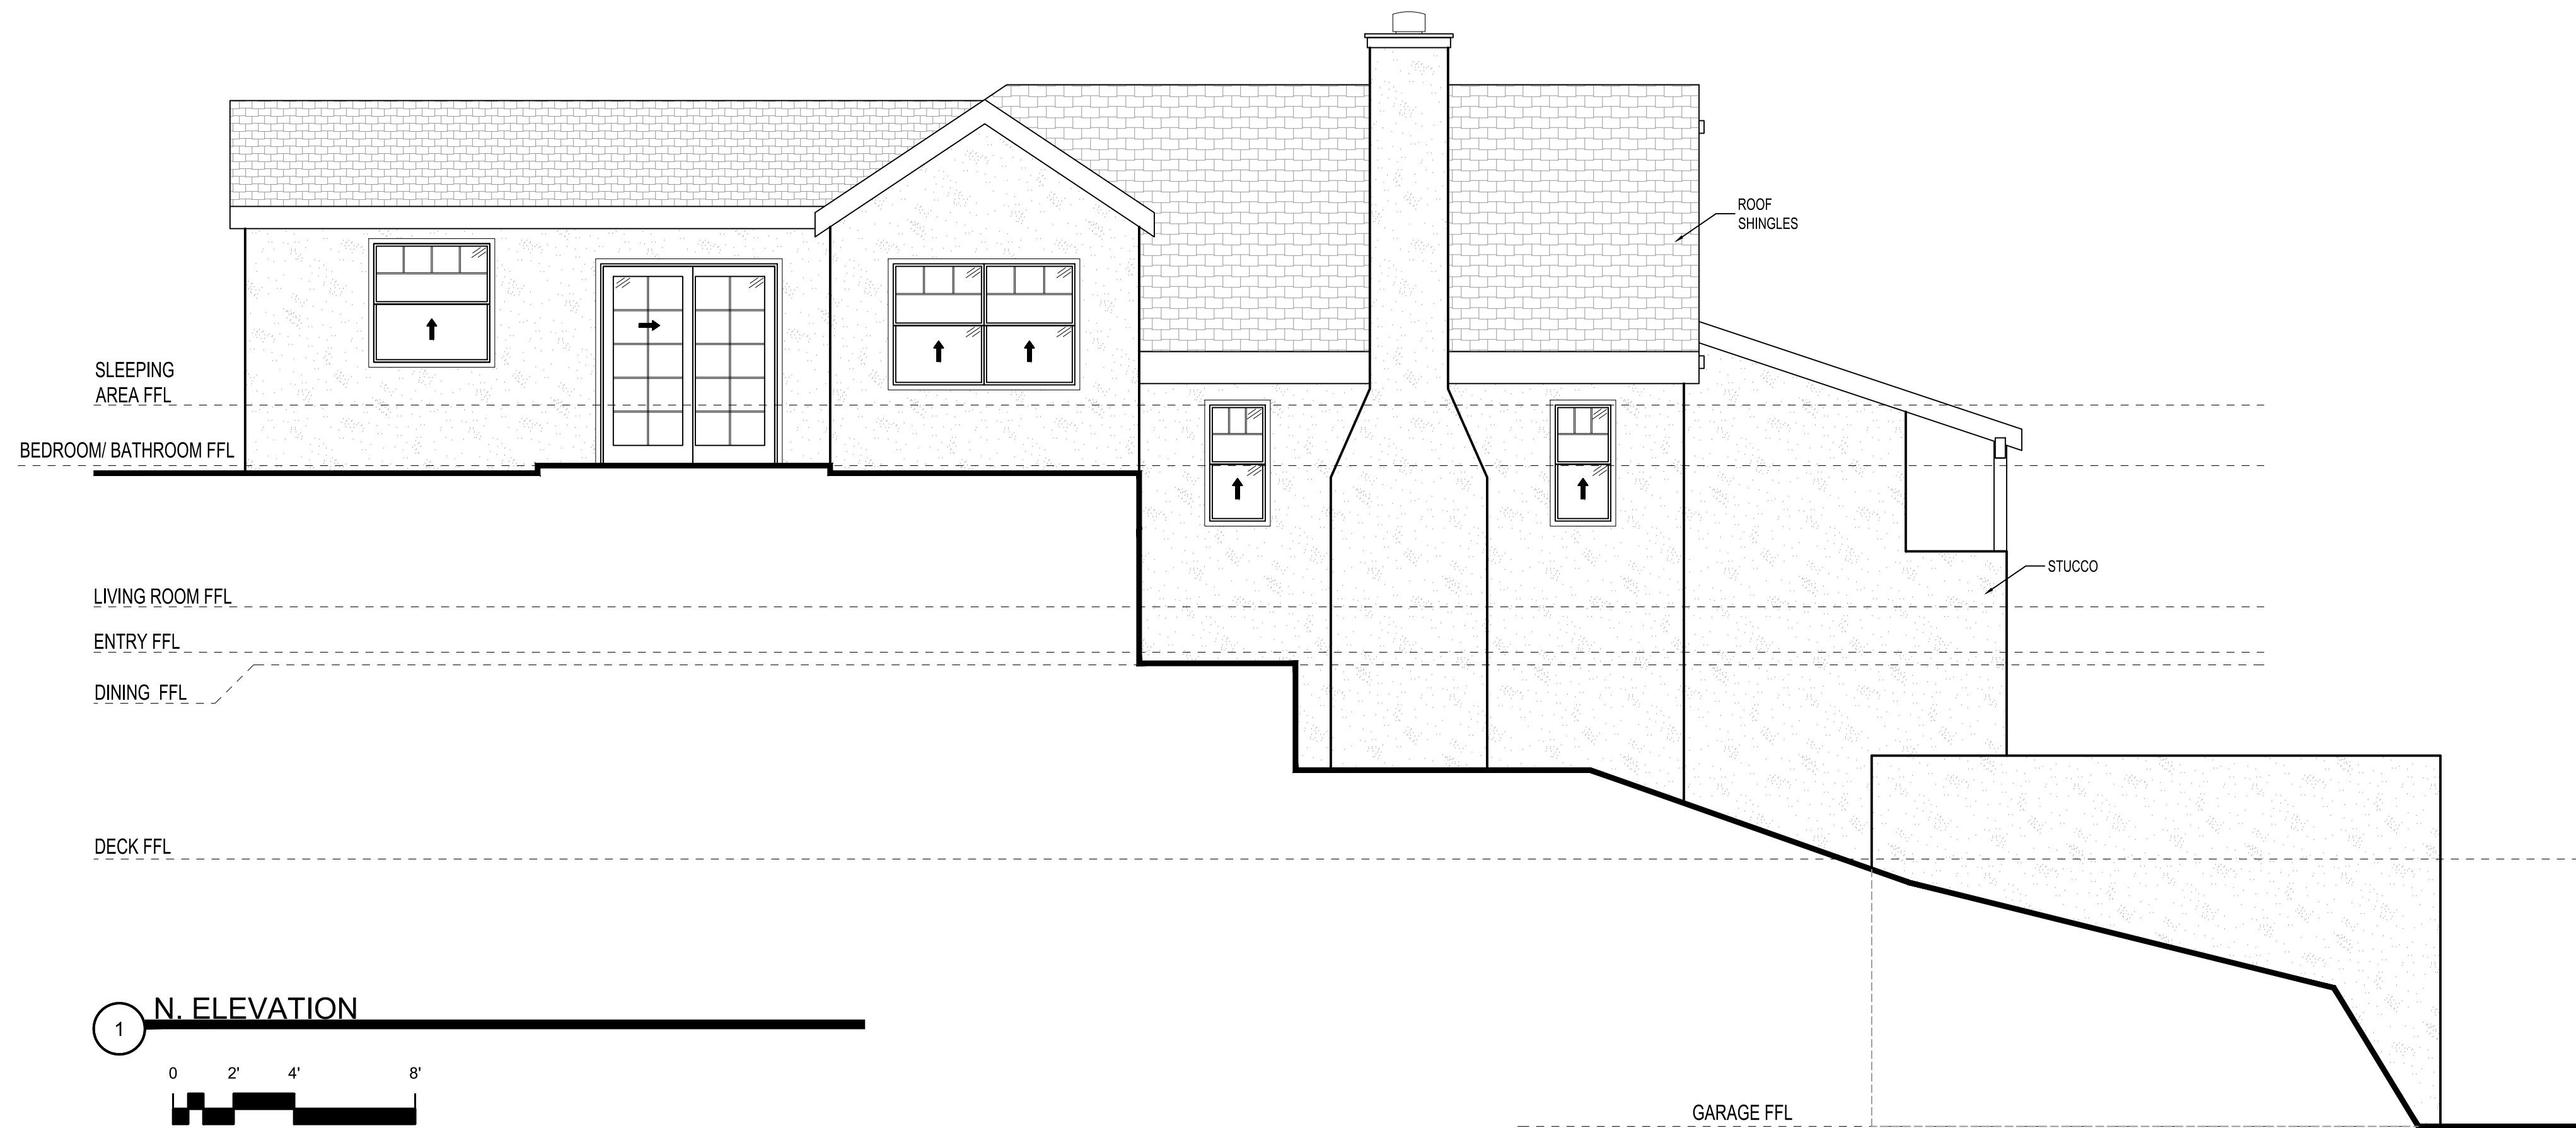 ROOF
SHINGLES
SLEEPING
AREA FFL
BEDROOM/ BATHROOM FFL
STUCCO
LIVING ROOM FFL
ENTRY FFL
DINING FFL
DECK FFL
1 N. ELEVATION
0 2' 4' 8'
GARAGE FFL